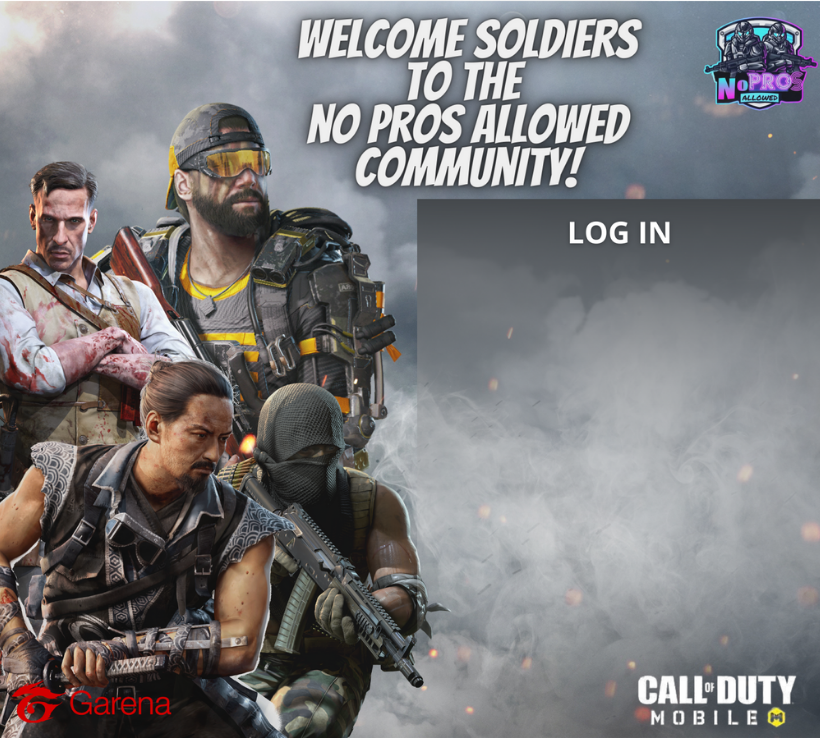 WELCOME SOLDIERS
TO THE
NO PROS ALLOWED
COMMUNITY!
NoPROS
ALLOWED
LOG IN
Garena
CALL OF DUTY
MOBILE